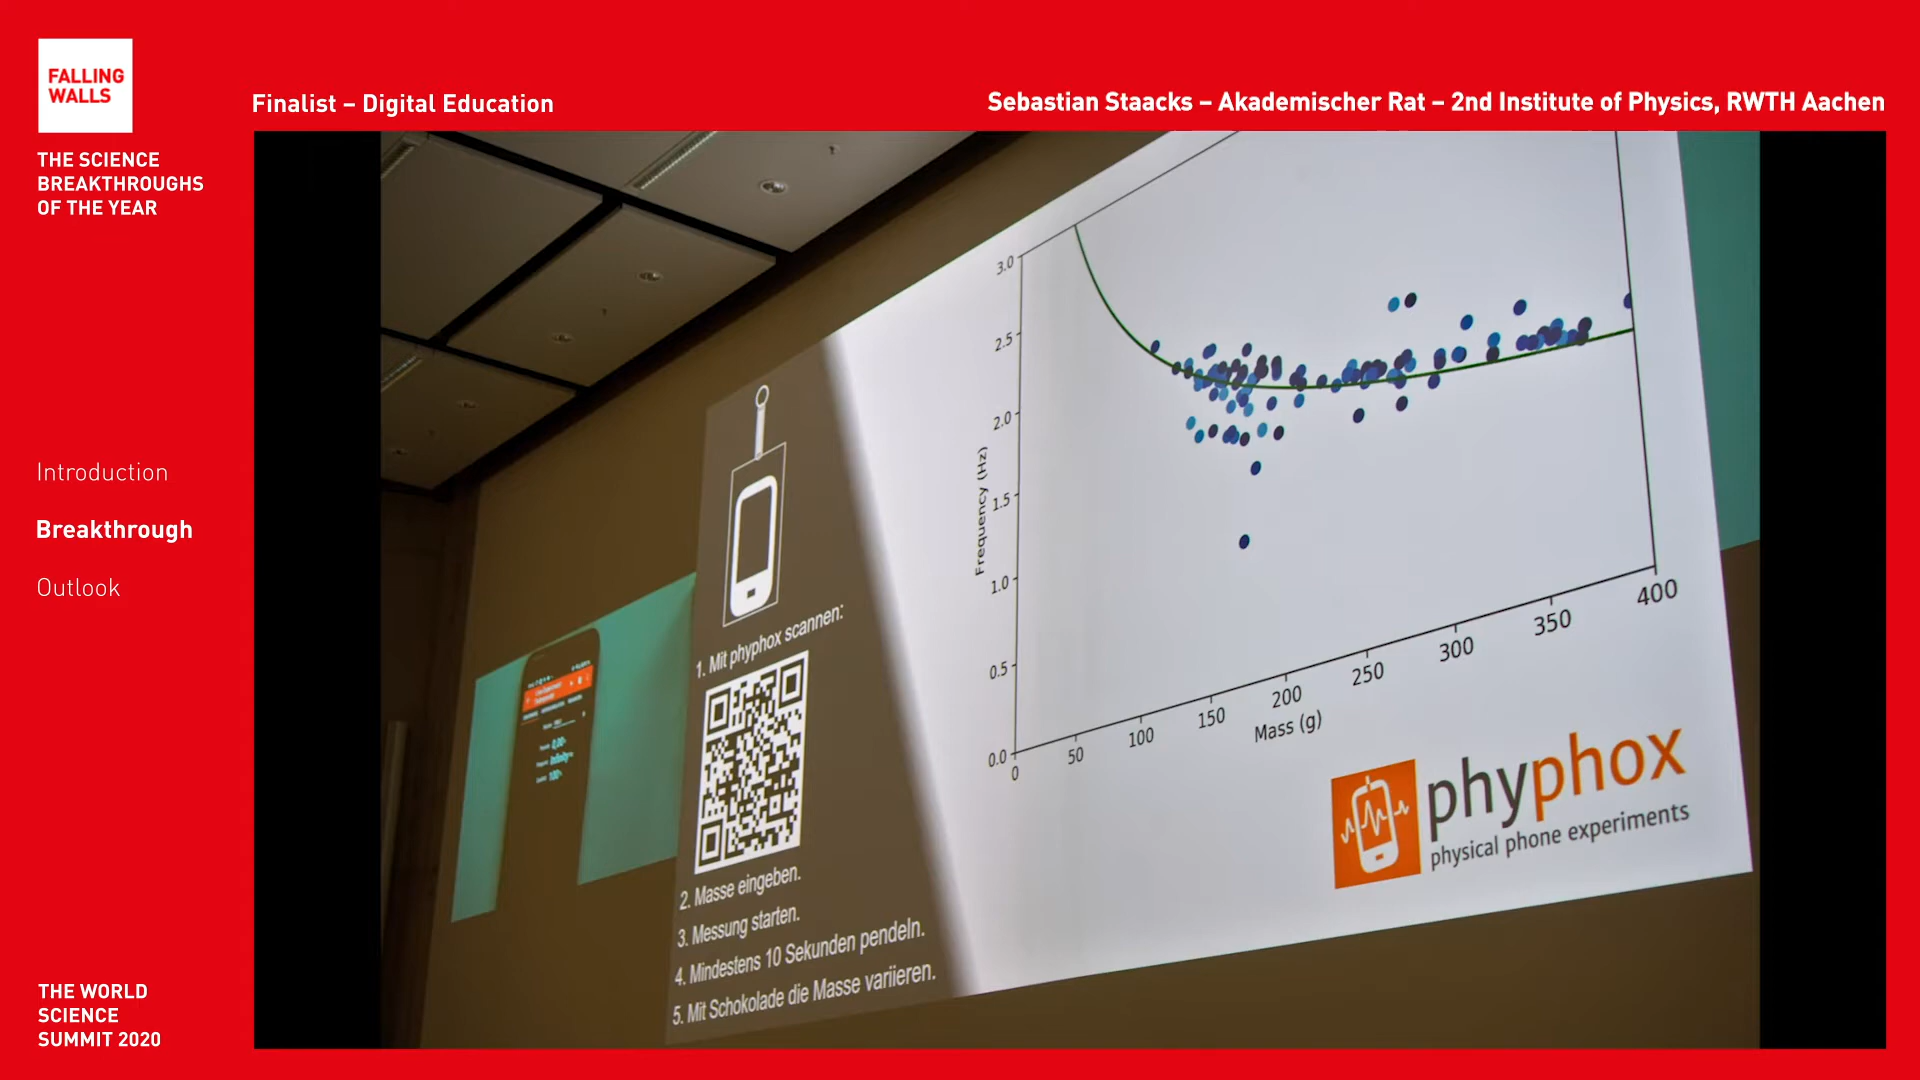 FALLING
WALLS
THE SCIENCE
BREAKTHROUGHS
OF THE YEAR
Finalist – Digital Education
Sebastian Staacks – Akademischer Rat – 2nd Institute of Physics, RWTH Aachen
Introduction
Breakthrough
Outlook
THE WORLD
SCIENCE
SUMMIT 2020
1. Mit phyphox scannen:
2. Masse eingeben.
3. Messung starten.
4. Mindestens 10 Sekunden pendeln.
5. Mit Schokolade die Masse variieren.
3.0
2.5
2.0
1.5
1.0
0.5
0.0
Frequency (Hz)
0
50
100
150
200
250
300
350
400
Mass (g)
phyphox
physical phone experiments